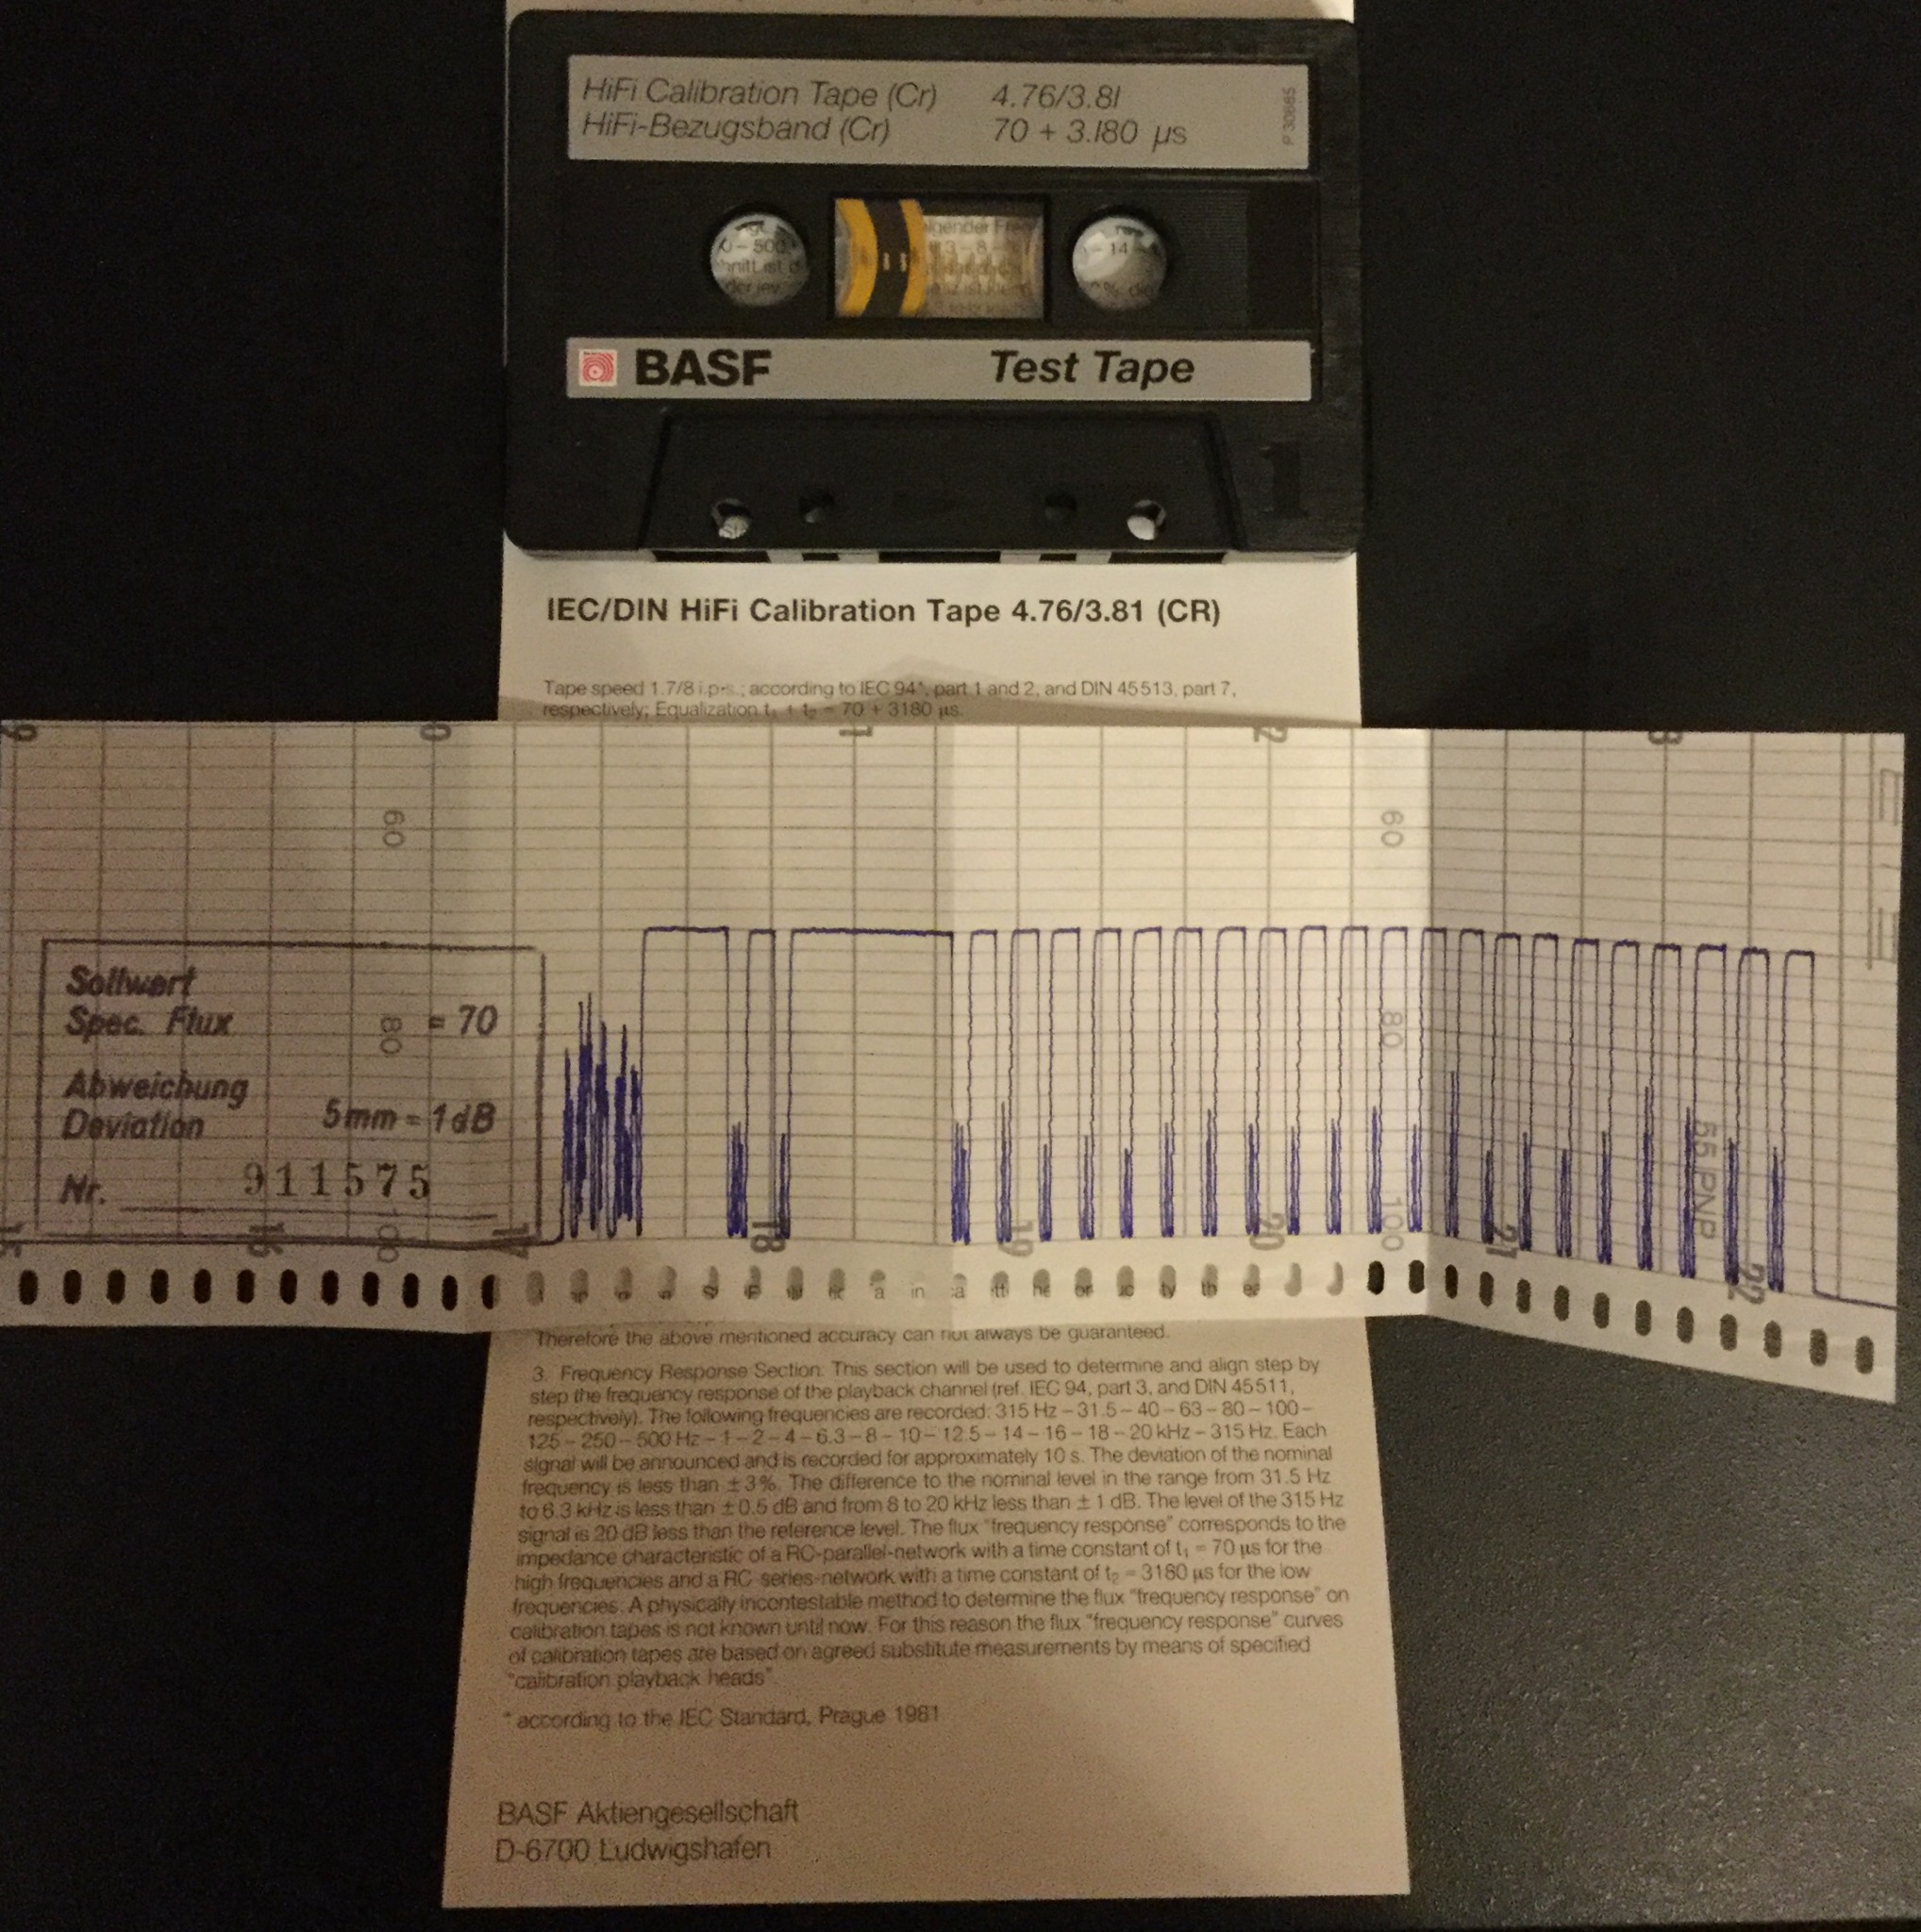 HiFi Calibration Tape (Cr) 4.76/3.81
HiFi-Bezugsband (Cr) 70 + 3.180 µs
P 30665
BASF Test Tape
1
IEC/DIN HiFi Calibration Tape 4.76/3.81 (CR)
Tape speed 1.7/8 i.p.s.; according to IEC 94*, part 1 and 2, and DIN 45513, part 7,
respectively; Equalization t₁ + t₂ = 70 + 3180 µs.
9 0 1 2 3
60 60
Sollwert
Spec. Flux = 70
80 80
Abweichung
Deviation 5mm = 1dB
Nr. 911575
55 PNP
100 100
15 16 17 18 19 20 21 22
Therefore the above mentioned accuracy can not always be guaranteed.
3. Frequency Response Section. This section will be used to determine and align step by
step the frequency response of the playback channel (ref. IEC 94, part 3, and DIN 45511,
respectively). The following frequencies are recorded: 315 Hz – 31.5 – 40 – 63 – 80 – 100 –
125 – 250 – 500 Hz – 1 – 2 – 4 – 6.3 – 8 – 10 – 12.5 – 14 – 16 – 18 – 20 kHz – 315 Hz. Each
signal will be announced and is recorded for approximately 10 s. The deviation of the nominal
frequency is less than ± 3%. The difference to the nominal level in the range from 31.5 Hz
to 6.3 kHz is less than ± 0.5 dB and from 8 to 20 kHz less than ± 1 dB. The level of the 315 Hz
signal is 20 dB less than the reference level. The flux "frequency response" corresponds to the
impedance characteristic of a RC-parallel-network with a time constant of t₁ = 70 µs for the
high frequencies and a RC-series-network with a time constant of t₂ = 3180 µs for the low
frequencies. A physically incontestable method to determine the flux "frequency response" on
calibration tapes is not known until now. For this reason the flux "frequency response" curves
of calibration tapes are based on agreed substitute measurements by means of specified
"calibration playback heads".
* according to the IEC Standard, Prague 1981
BASF Aktiengesellschaft
D-6700 Ludwigshafen